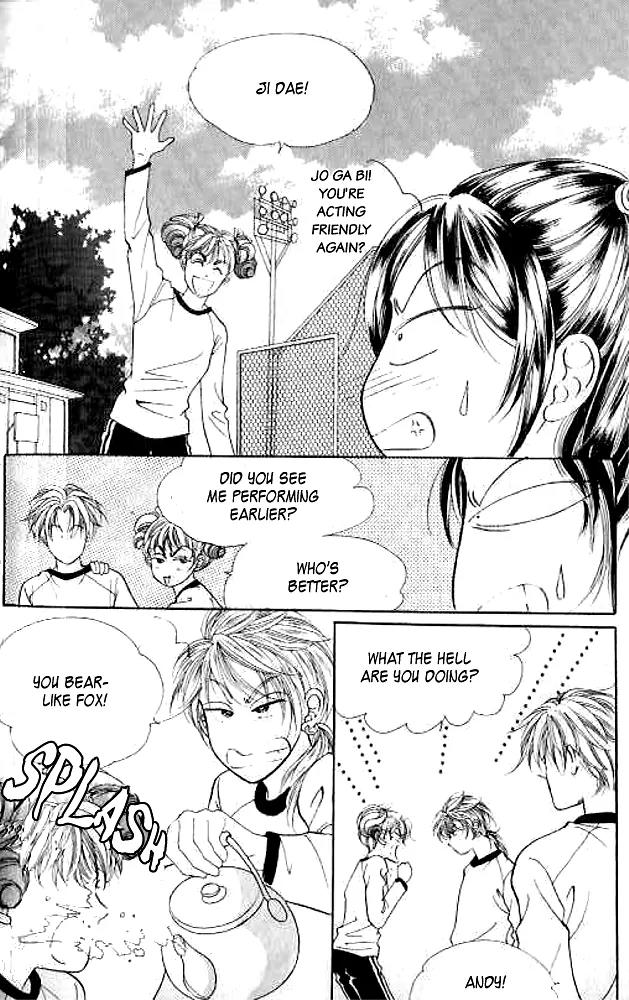 JI DAE!
JO GA BI!
YOU'RE
ACTING
FRIENDLY
AGAIN?
DID YOU SEE
ME PERFORMING
EARLIER?
WHO'S
BETTER?
YOU BEAR-
LIKE FOX!
SPLASH
WHAT THE HELL
ARE YOU DOING?
ANDY!